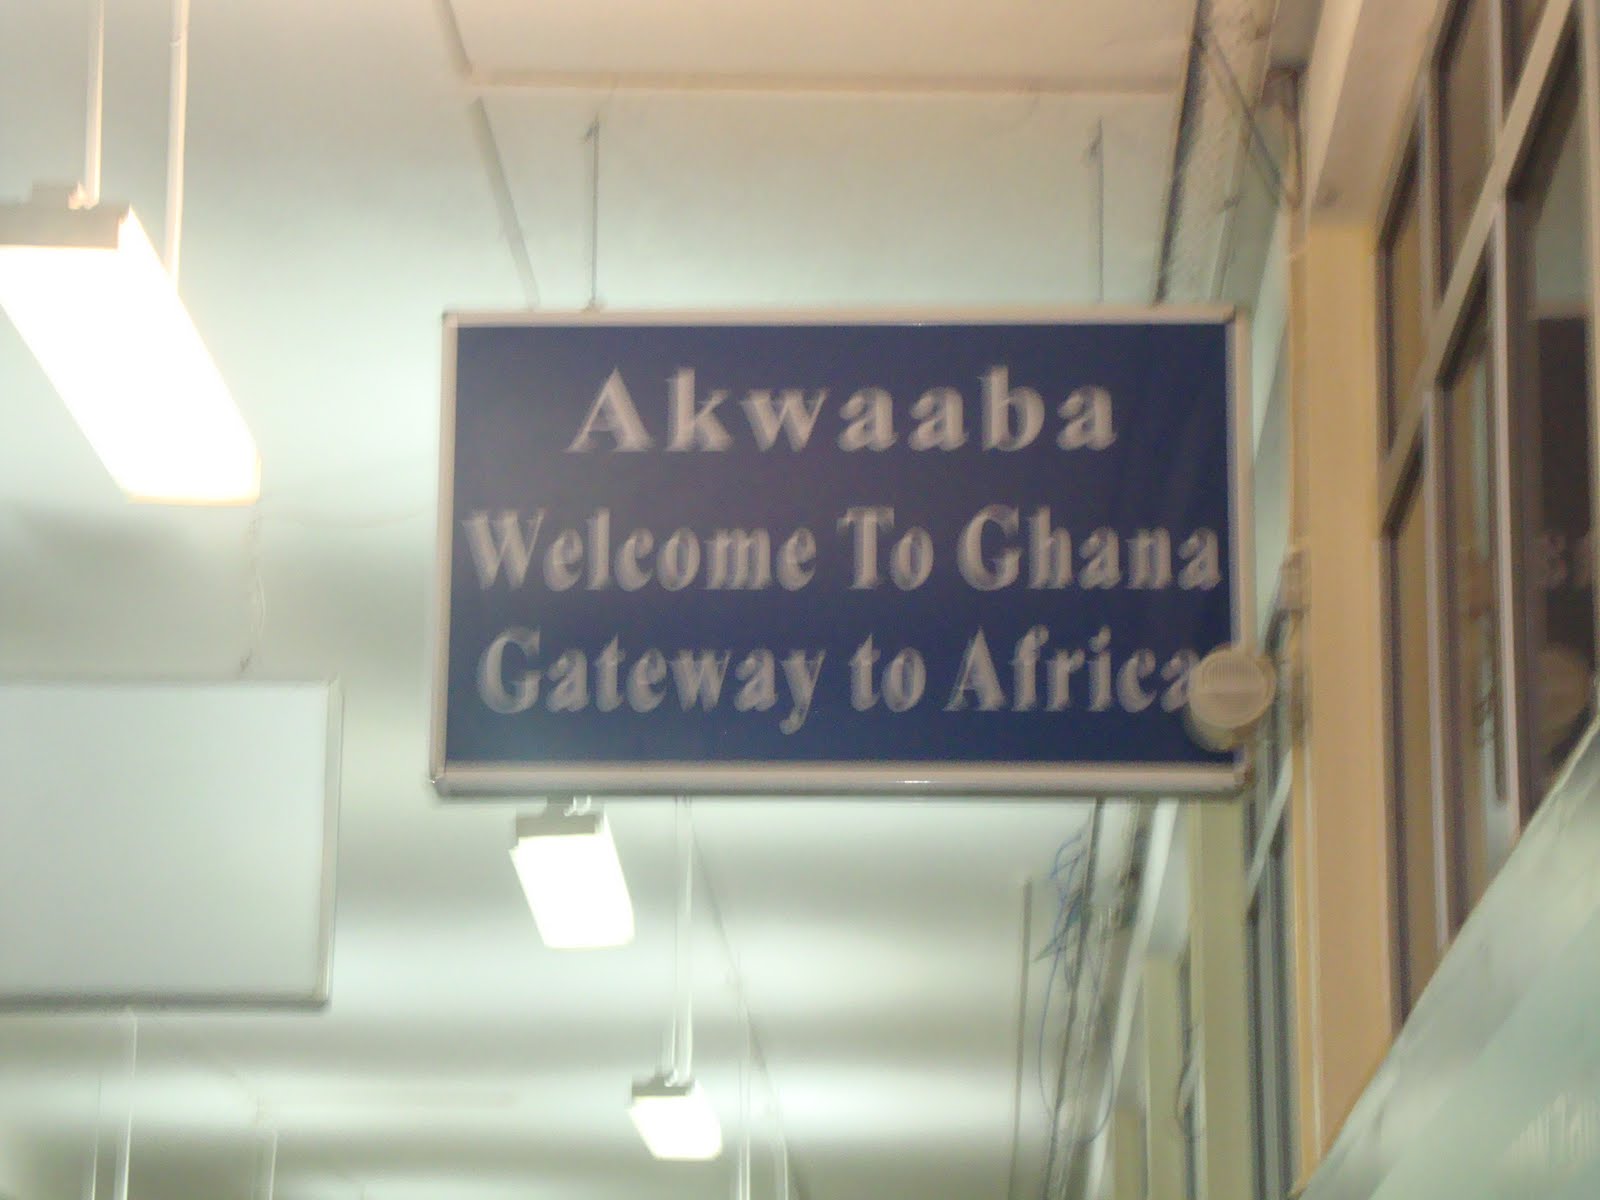 Akwaaba
Welcome To Ghana
Gateway to Africa